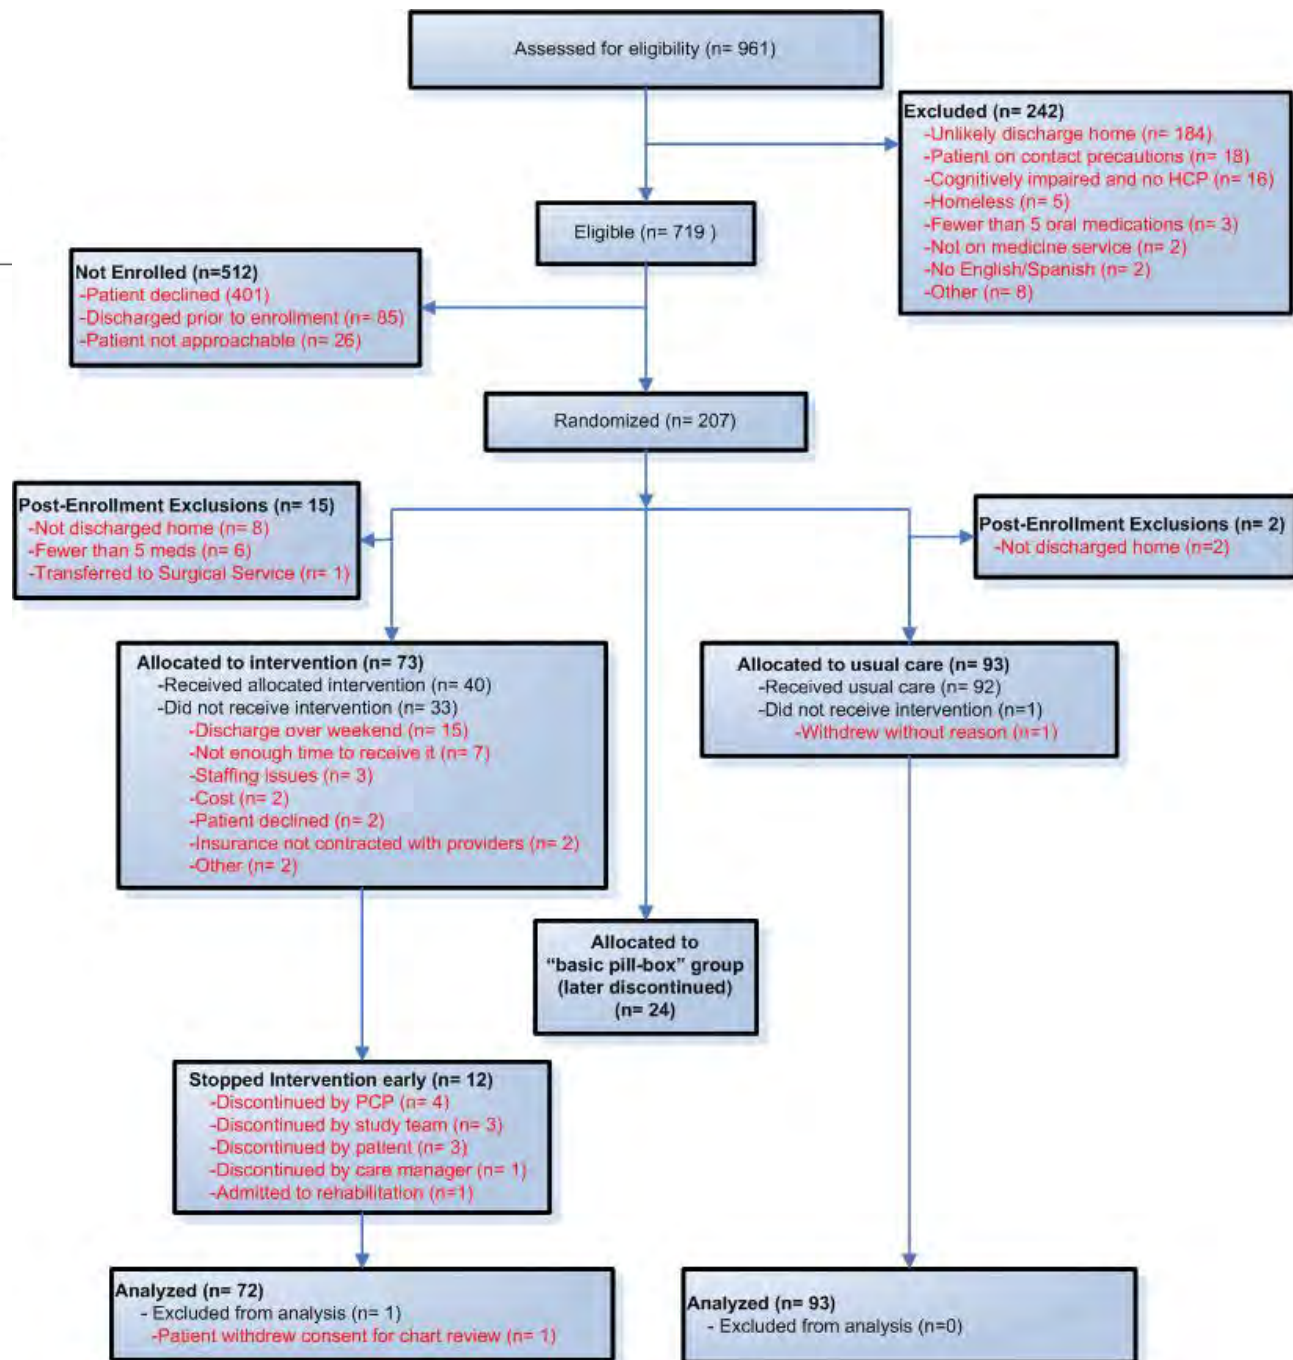 Assessed for eligibility (n= 961)
Excluded (n= 242)
-Unlikely discharge home (n= 184)
-Patient on contact precautions (n= 18)
-Cognitively impaired and no HCP (n= 16)
-Homeless (n= 5)
-Fewer than 5 oral medications (n= 3)
-Not on medicine service (n= 2)
-No English/Spanish (n= 2)
-Other (n= 8)
Eligible (n= 719 )
Not Enrolled (n=512)
-Patient declined (401)
-Discharged prior to enrollment (n= 85)
-Patient not approachable (n= 26)
Randomized (n= 207)
Post-Enrollment Exclusions (n= 15)
-Not discharged home (n= 8)
-Fewer than 5 meds (n= 6)
-Transferred to Surgical Service (n= 1)
Post-Enrollment Exclusions (n= 2)
-Not discharged home (n=2)
Allocated to intervention (n= 73)
-Received allocated intervention (n= 40)
-Did not receive intervention (n= 33)
-Discharge over weekend (n= 15)
-Not enough time to receive it (n= 7)
-Staffing issues (n= 3)
-Cost (n= 2)
-Patient declined (n= 2)
-Insurance not contracted with providers (n= 2)
-Other (n= 2)
Allocated to usual care (n= 93)
-Received usual care (n= 92)
-Did not receive intervention (n=1)
-Withdrew without reason (n=1)
Allocated to
“basic pill-box” group
(later discontinued)
(n= 24)
Stopped Intervention early (n= 12)
-Discontinued by PCP (n= 4)
-Discontinued by study team (n= 3)
-Discontinued by patient (n= 3)
-Discontinued by care manager (n= 1)
-Admitted to rehabilitation (n=1)
Analyzed (n= 72)
- Excluded from analysis (n= 1)
-Patient withdrew consent for chart review (n= 1)
Analyzed (n= 93)
- Excluded from analysis (n=0)